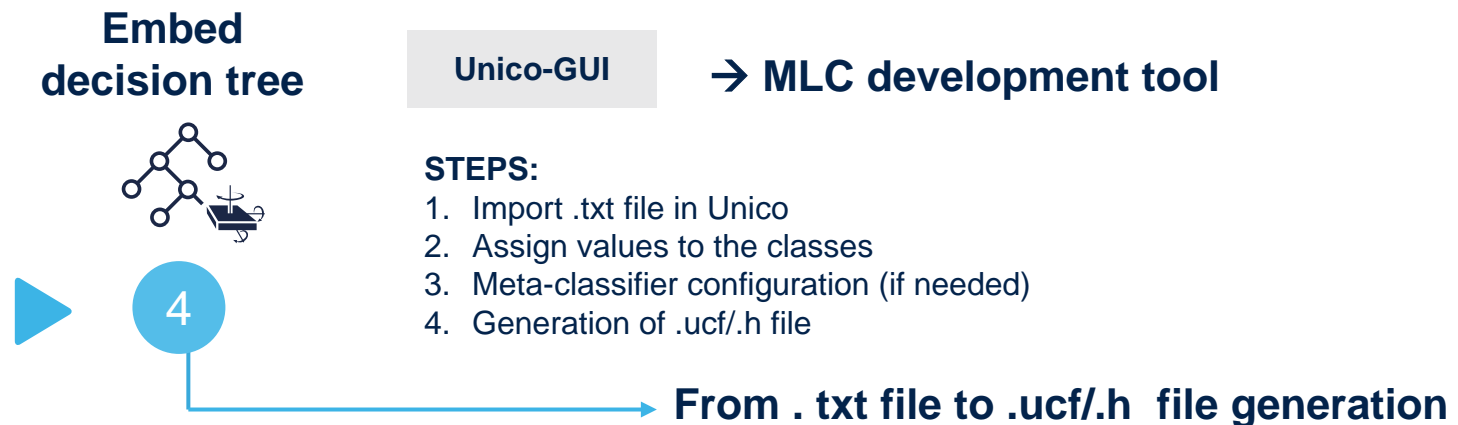 Embed
decision tree
Unico-GUI
→ MLC development tool
STEPS:
1. Import .txt file in Unico
2. Assign values to the classes
3. Meta-classifier configuration (if needed)
4. Generation of .ucf/.h file
4
From . txt file to .ucf/.h  file generation